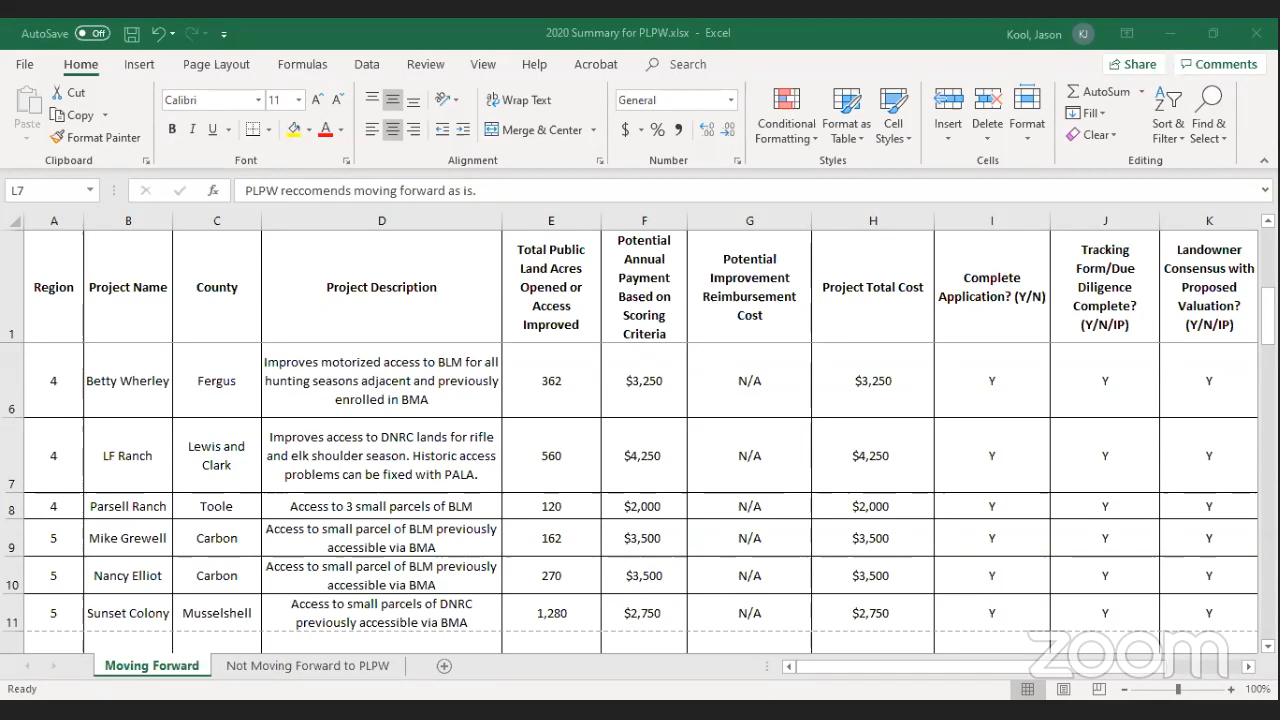 AutoSave Off 2020 Summary for PLPW.xlsx - Excel Kool, Jason KJ
File Home Insert Page Layout Formulas Data Review View Help Acrobat Search Share Comments
Paste Cut Copy Format Painter Clipboard
Calibri 11 A A B I U A Font
Wrap Text Merge & Center Alignment
General $ % Number
Conditional Formatting Format as Table Cell Styles Styles
Insert Delete Format Cells
AutoSum Fill Clear Sort & Filter Find & Select Editing
L7 fx PLPW reccomends moving forward as is.
A B C D E F G H I J K
1 Region Project Name County Project Description Total Public Land Acres Opened or Access Improved Potential Annual Payment Based on Scoring Criteria Potential Improvement Reimbursement Cost Project Total Cost Complete Application? (Y/N) Tracking Form/Due Diligence Complete? (Y/N/IP) Landowner Consensus with Proposed Valuation? (Y/N/IP)
6 4 Betty Wherley Fergus Improves motorized access to BLM for all hunting seasons adjacent and previously enrolled in BMA 362 $3,250 N/A $3,250 Y Y Y
7 4 LF Ranch Lewis and Clark Improves access to DNRC lands for rifle and elk shoulder season. Historic access problems can be fixed with PALA. 560 $4,250 N/A $4,250 Y Y Y
8 4 Parsell Ranch Toole Access to 3 small parcels of BLM 120 $2,000 N/A $2,000 Y Y Y
9 5 Mike Grewell Carbon Access to small parcel of BLM previously accessible via BMA 162 $3,500 N/A $3,500 Y Y Y
10 5 Nancy Elliot Carbon Access to small parcel of BLM previously accessible via BMA 270 $3,500 N/A $3,500 Y Y Y
11 5 Sunset Colony Musselshell Access to small parcels of DNRC previously accessible via BMA 1,280 $2,750 N/A $2,750 Y Y Y
Moving Forward Not Moving Forward to PLPW
zoom
Ready 100%